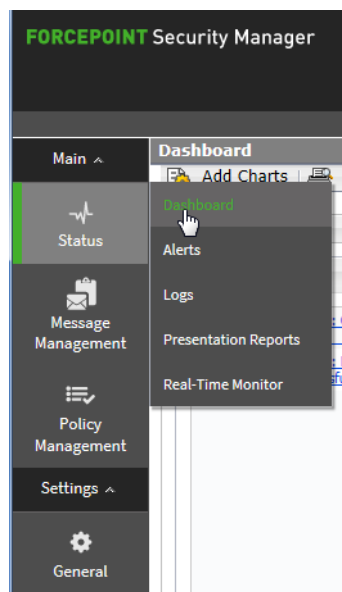 FORCEPOINT Security Manager
Main
Dashboard
Add Charts
Status
Dashboard
Alerts
Logs
Presentation Reports
Real-Time Monitor
Message
Management
Policy
Management
Settings
General